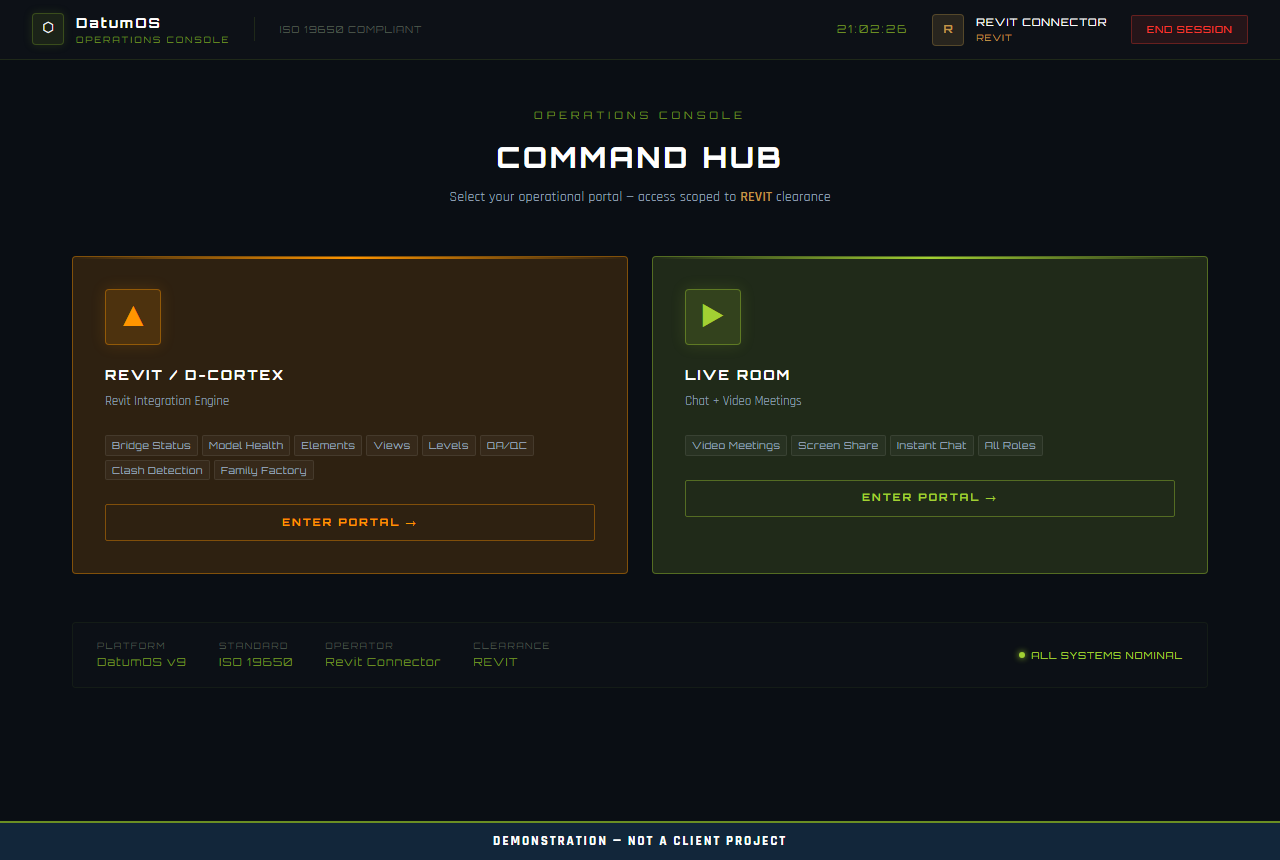 DatumOS
OPERATIONS CONSOLE
ISO 19650 COMPLIANT
21:02:26
R
REVIT CONNECTOR
REVIT
END SESSION
OPERATIONS CONSOLE
COMMAND HUB
Select your operational portal — access scoped to REVIT clearance
REVIT / D-CORTEX
Revit Integration Engine
Bridge Status Model Health Elements Views Levels QA/QC
Clash Detection Family Factory
ENTER PORTAL →
LIVE ROOM
Chat + Video Meetings
Video Meetings Screen Share Instant Chat All Roles
ENTER PORTAL →
PLATFORM
DatumOS v9
STANDARD
ISO 19650
OPERATOR
Revit Connector
CLEARANCE
REVIT
ALL SYSTEMS NOMINAL
DEMONSTRATION — NOT A CLIENT PROJECT